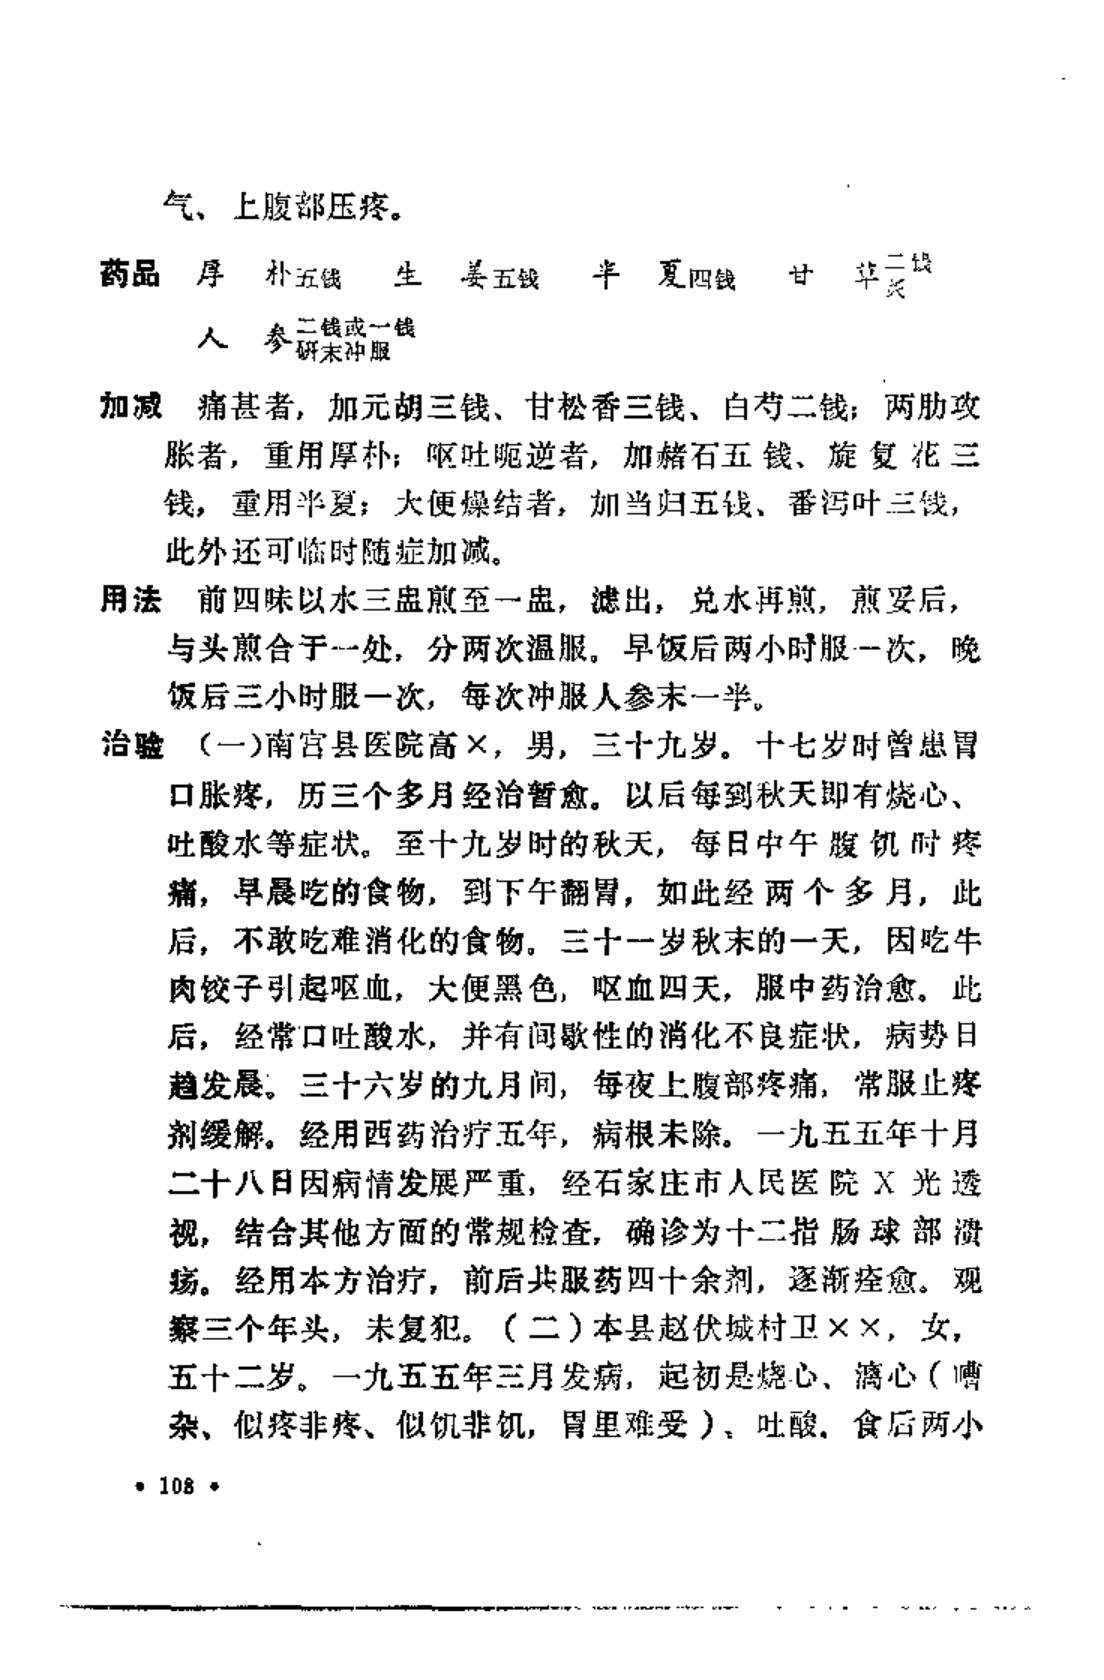 气、上腹部压疼。
药品 厚 朴五钱 生 姜五钱 半 夏四钱 甘 草二钱炙
人 参二钱或一钱研末冲服
加减 痛甚者，加元胡三钱、甘松香三钱、白芍二钱；两肋攻
胀者，重用厚朴；呕吐呃逆者，加赭石五钱、旋复花三
钱，重用半夏；大便燥结者，加当归五钱、番泻叶三钱，
此外还可临时随症加减。
用法 前四味以水三盅煎至一盅，滤出，兑水再煎，煎妥后，
与头煎合于一处，分两次温服。早饭后两小时服一次，晚
饭后三小时服一次，每次冲服人参末一半。
治验 （一）南宫县医院高×，男，三十九岁。十七岁时曾患胃
口胀疼，历三个多月经治暂愈。以后每到秋天即有烧心、
吐酸水等症状。至十九岁时的秋天，每日中午腹饥时疼
痛，早晨吃的食物，到下午翻胃，如此经两个多月，此
后，不敢吃难消化的食物。三十一岁秋末的一天，因吃牛
肉饺子引起呕血，大便黑色，呕血四天，服中药治愈。此
后，经常口吐酸水，并有间歇性的消化不良症状，病势日
趋发展。三十六岁的九月间，每夜上腹部疼痛，常服止疼
剂缓解。经用西药治疗五年，病根未除。一九五五年十月
二十八日因病情发展严重，经石家庄市人民医院X光透
视，结合其他方面的常规检查，确诊为十二指肠球部溃
疡。经用本方治疗，前后共服药四十余剂，逐渐痊愈。观
察三个年头，未复犯。（二）本县赵伏城村卫××，女，
五十二岁。一九五五年三月发病，起初是烧心、漓心（嘈
杂、似疼非疼、似饥非饥，胃里难受）、吐酸。食后两小
• 108 •